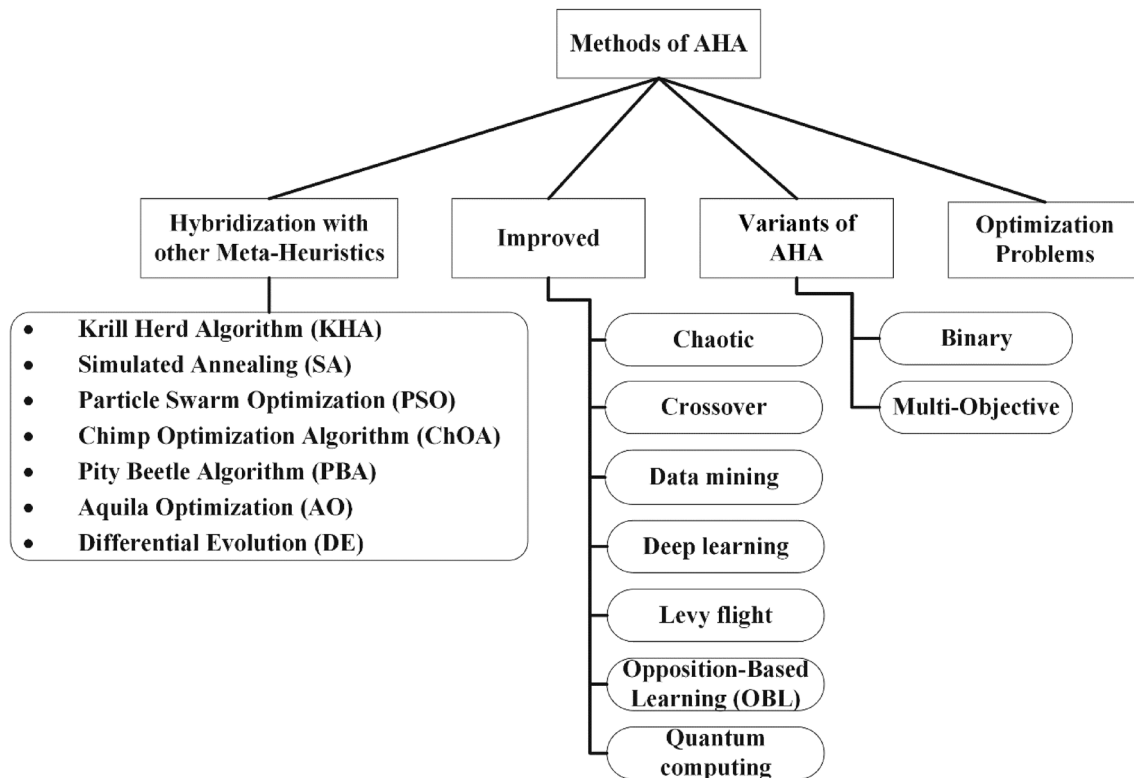 Methods of AHA
Hybridization with
other Meta-Heuristics
Improved
Variants of
AHA
Optimization
Problems
• Krill Herd Algorithm (KHA)
• Simulated Annealing (SA)
• Particle Swarm Optimization (PSO)
• Chimp Optimization Algorithm (ChOA)
• Pity Beetle Algorithm (PBA)
• Aquila Optimization (AO)
• Differential Evolution (DE)
Chaotic
Crossover
Data mining
Deep learning
Levy flight
Opposition-Based
Learning (OBL)
Quantum
computing
Binary
Multi-Objective